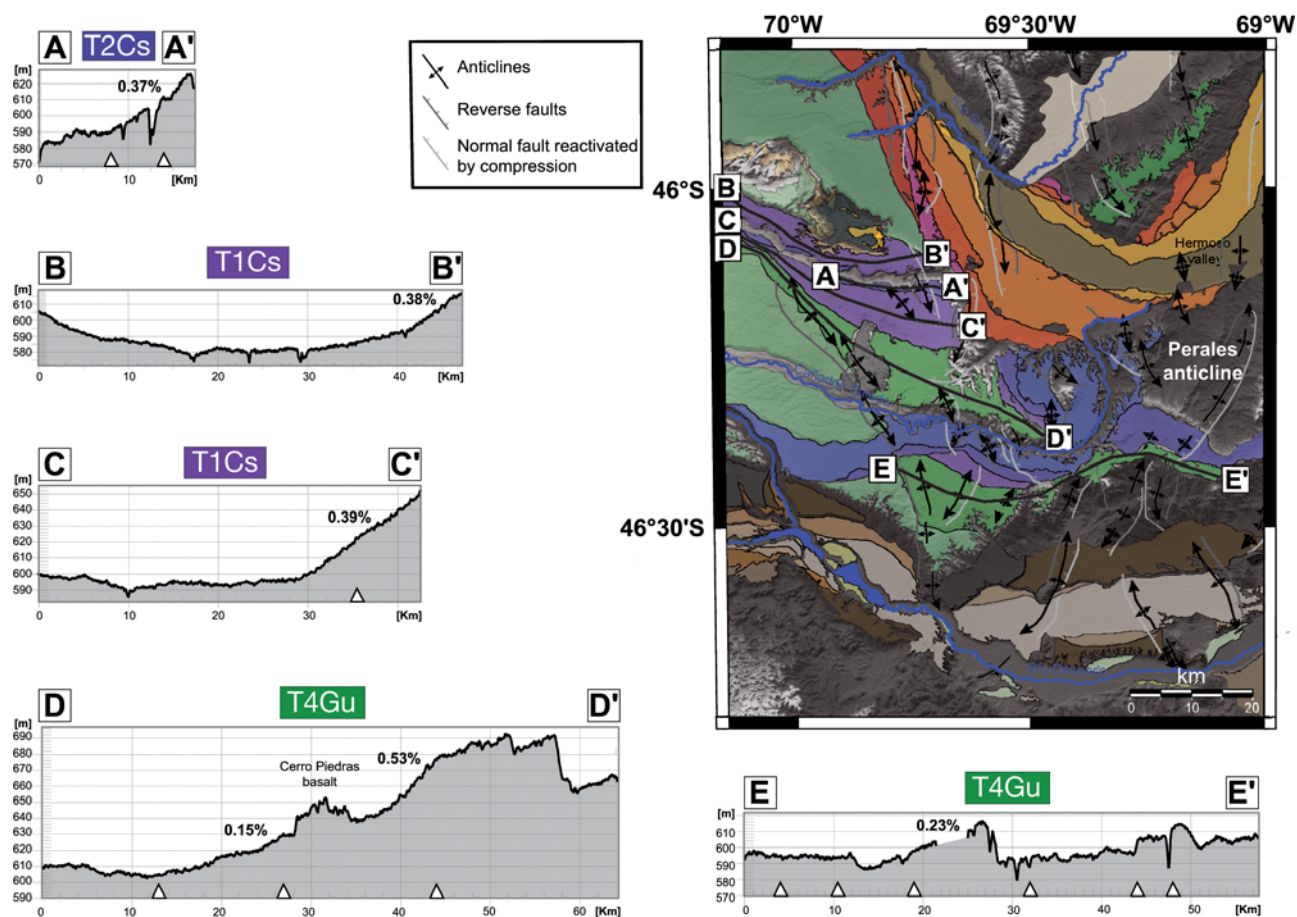 A T2Cs A'
[m]
620
610
600
590
580
570
0.37%
0 10 [Km]
Anticlines
Reverse faults
Normal fault reactivated
by compression
B T1Cs B'
[m]
610
600
590
580
0.38%
0 10 20 30 40 [Km]
C T1Cs C'
[m]
650
640
630
620
610
600
590
0.39%
0 10 20 30 [Km]
D T4Gu D'
[m]
690
680
670
660
650
640
630
620
610
600
590
0.15%
Cerro Piedras
basalt
0.53%
0 10 20 30 40 50 60 [Km]
70°W 69°30'W 69°W
46°S
46°30'S
B
C
D
A
B'
A'
C'
D'
E
E'
Hermoso
valley
Perales
anticline
km
0 10 20
E T4Gu E'
[m]
620
610
600
590
580
570
0.23%
0 10 20 30 40 50 [Km]